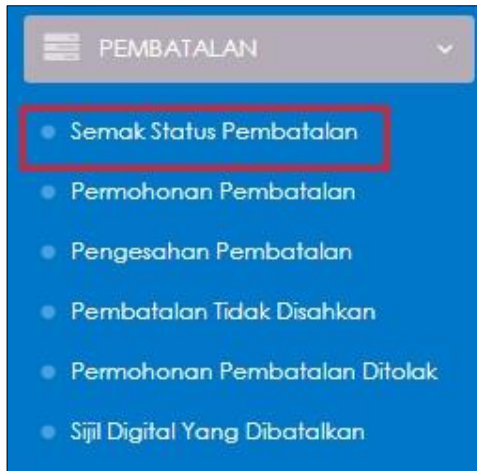 PEMBATALAN
Semak Status Pembatalan
Permohonan Pembatalan
Pengesahan Pembatalan
Pembatalan Tidak Disahkan
Permohonan Pembatalan Ditolak
Sijil Digital Yang Dibatalkan